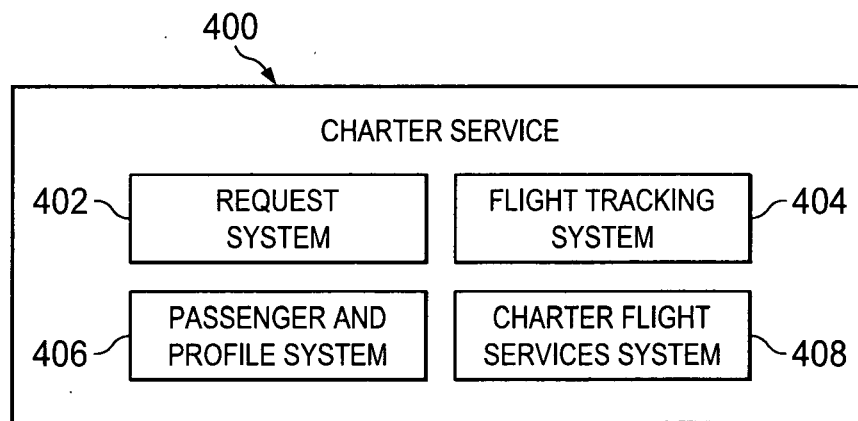 400
CHARTER SERVICE
402
REQUEST
SYSTEM
FLIGHT TRACKING
SYSTEM
404
406
PASSENGER AND
PROFILE SYSTEM
CHARTER FLIGHT
SERVICES SYSTEM
408